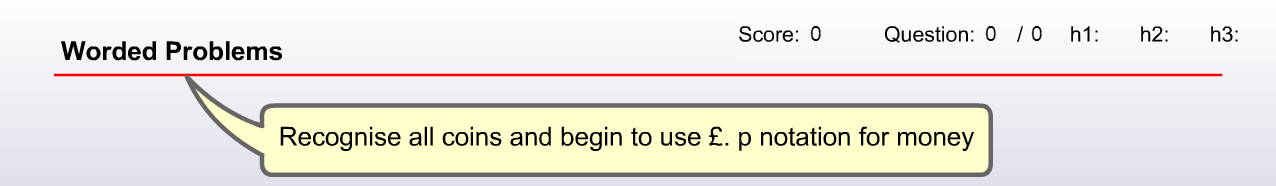 Score: 0 Question: 0 / 0 h1: h2: h3:
Worded Problems
Recognise all coins and begin to use £. p notation for money